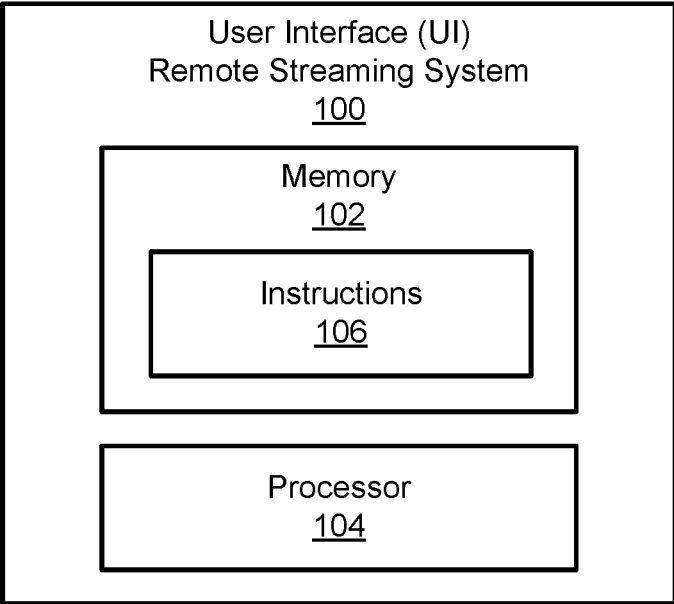 User Interface (UI)
Remote Streaming System
100
Memory
102
Instructions
106
Processor
104